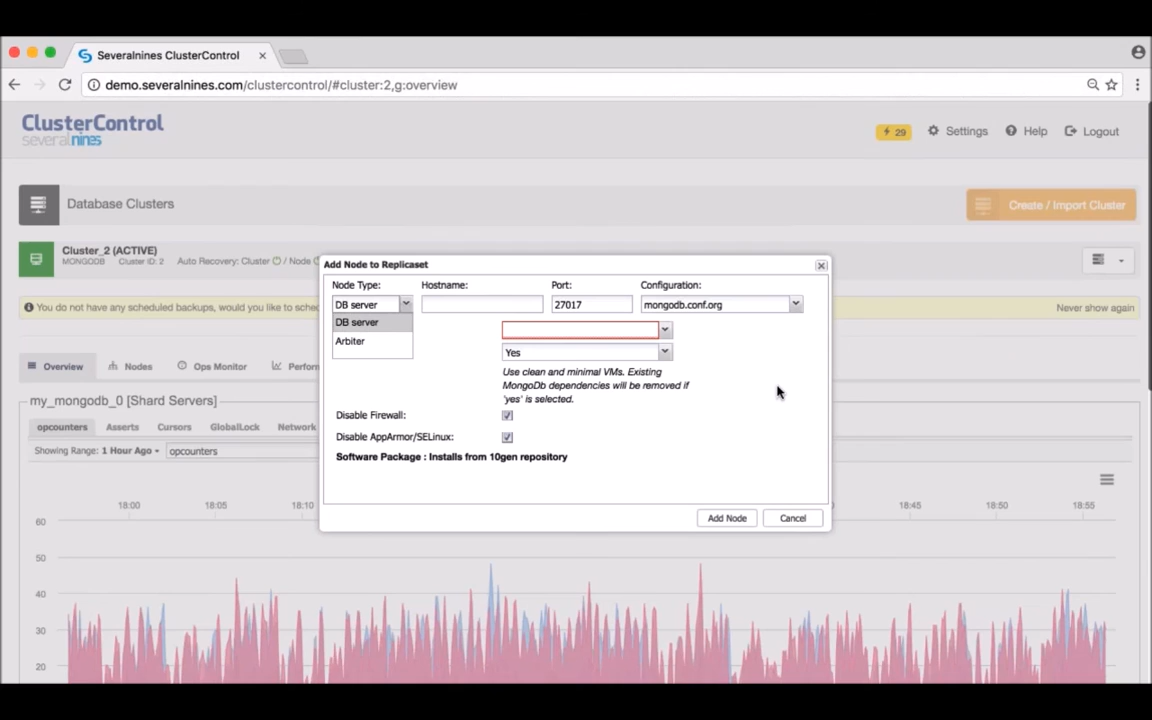 Severalnines ClusterControl
demo.severalnines.com/clustercontrol/#cluster:2,g:overview
ClusterControl
severalnines
29
Settings
Help
Logout
Database Clusters
Create / Import Cluster
Cluster_2 (ACTIVE)
MONGODB Cluster ID: 2 Auto Recovery: Cluster / Node
You do not have any scheduled backups, would you like to
Never show again
Overview
Nodes
Ops Monitor
Perfor
my_mongodb_0 [Shard Servers]
opcounters Asserts Cursors GlobalLock Network
Showing Range: 1 Hour Ago
opcounters
18:00 18:05 18:10 18:45 18:50 18:55
60
50
40
30
20
Add Node to Replicaset
Node Type: Hostname: Port: Configuration:
DB server 27017 mongodb.conf.org
DB server
Arbiter
Yes
Use clean and minimal VMs. Existing
MongoDb dependencies will be removed if
'yes' is selected.
Disable Firewall:
Disable AppArmor/SELinux:
Software Package : Installs from 10gen repository
Add Node
Cancel